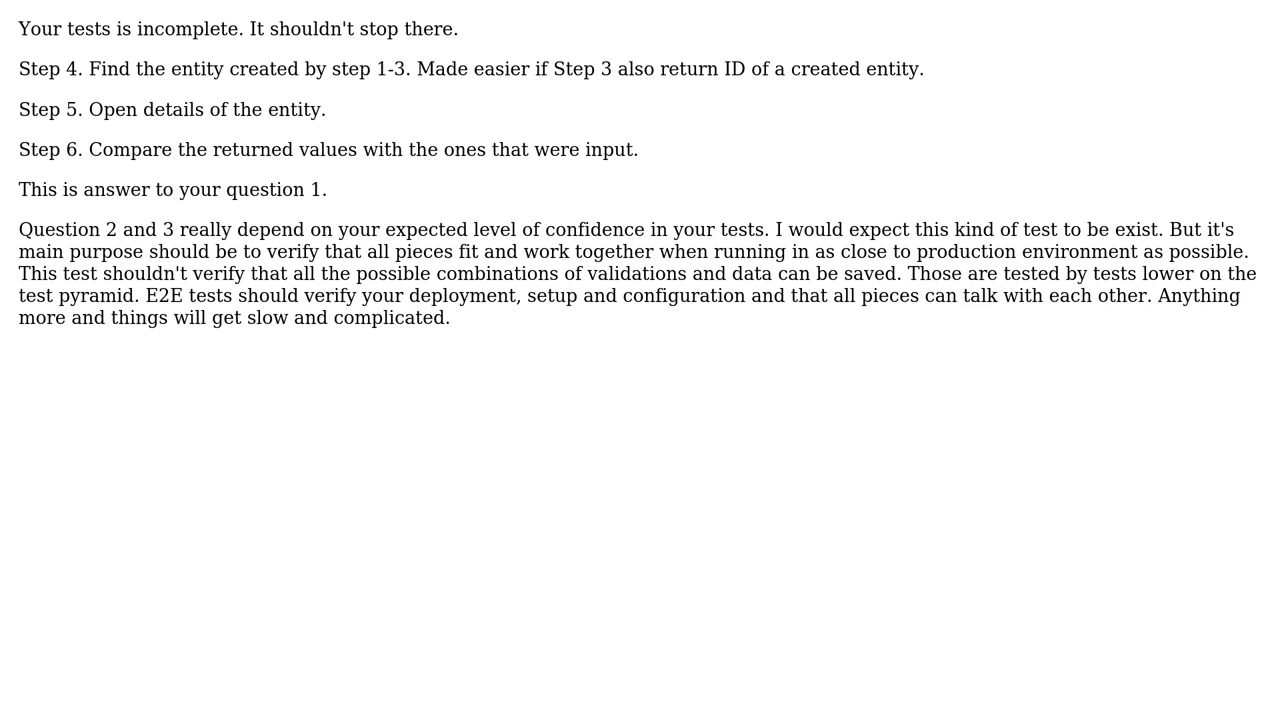 Your tests is incomplete. It shouldn't stop there.
Step 4. Find the entity created by step 1-3. Made easier if Step 3 also return ID of a created entity.
Step 5. Open details of the entity.
Step 6. Compare the returned values with the ones that were input.
This is answer to your question 1.
Question 2 and 3 really depend on your expected level of confidence in your tests. I would expect this kind of test to be exist. But it's
main purpose should be to verify that all pieces fit and work together when running in as close to production environment as possible.
This test shouldn't verify that all the possible combinations of validations and data can be saved. Those are tested by tests lower on the
test pyramid. E2E tests should verify your deployment, setup and configuration and that all pieces can talk with each other. Anything
more and things will get slow and complicated.